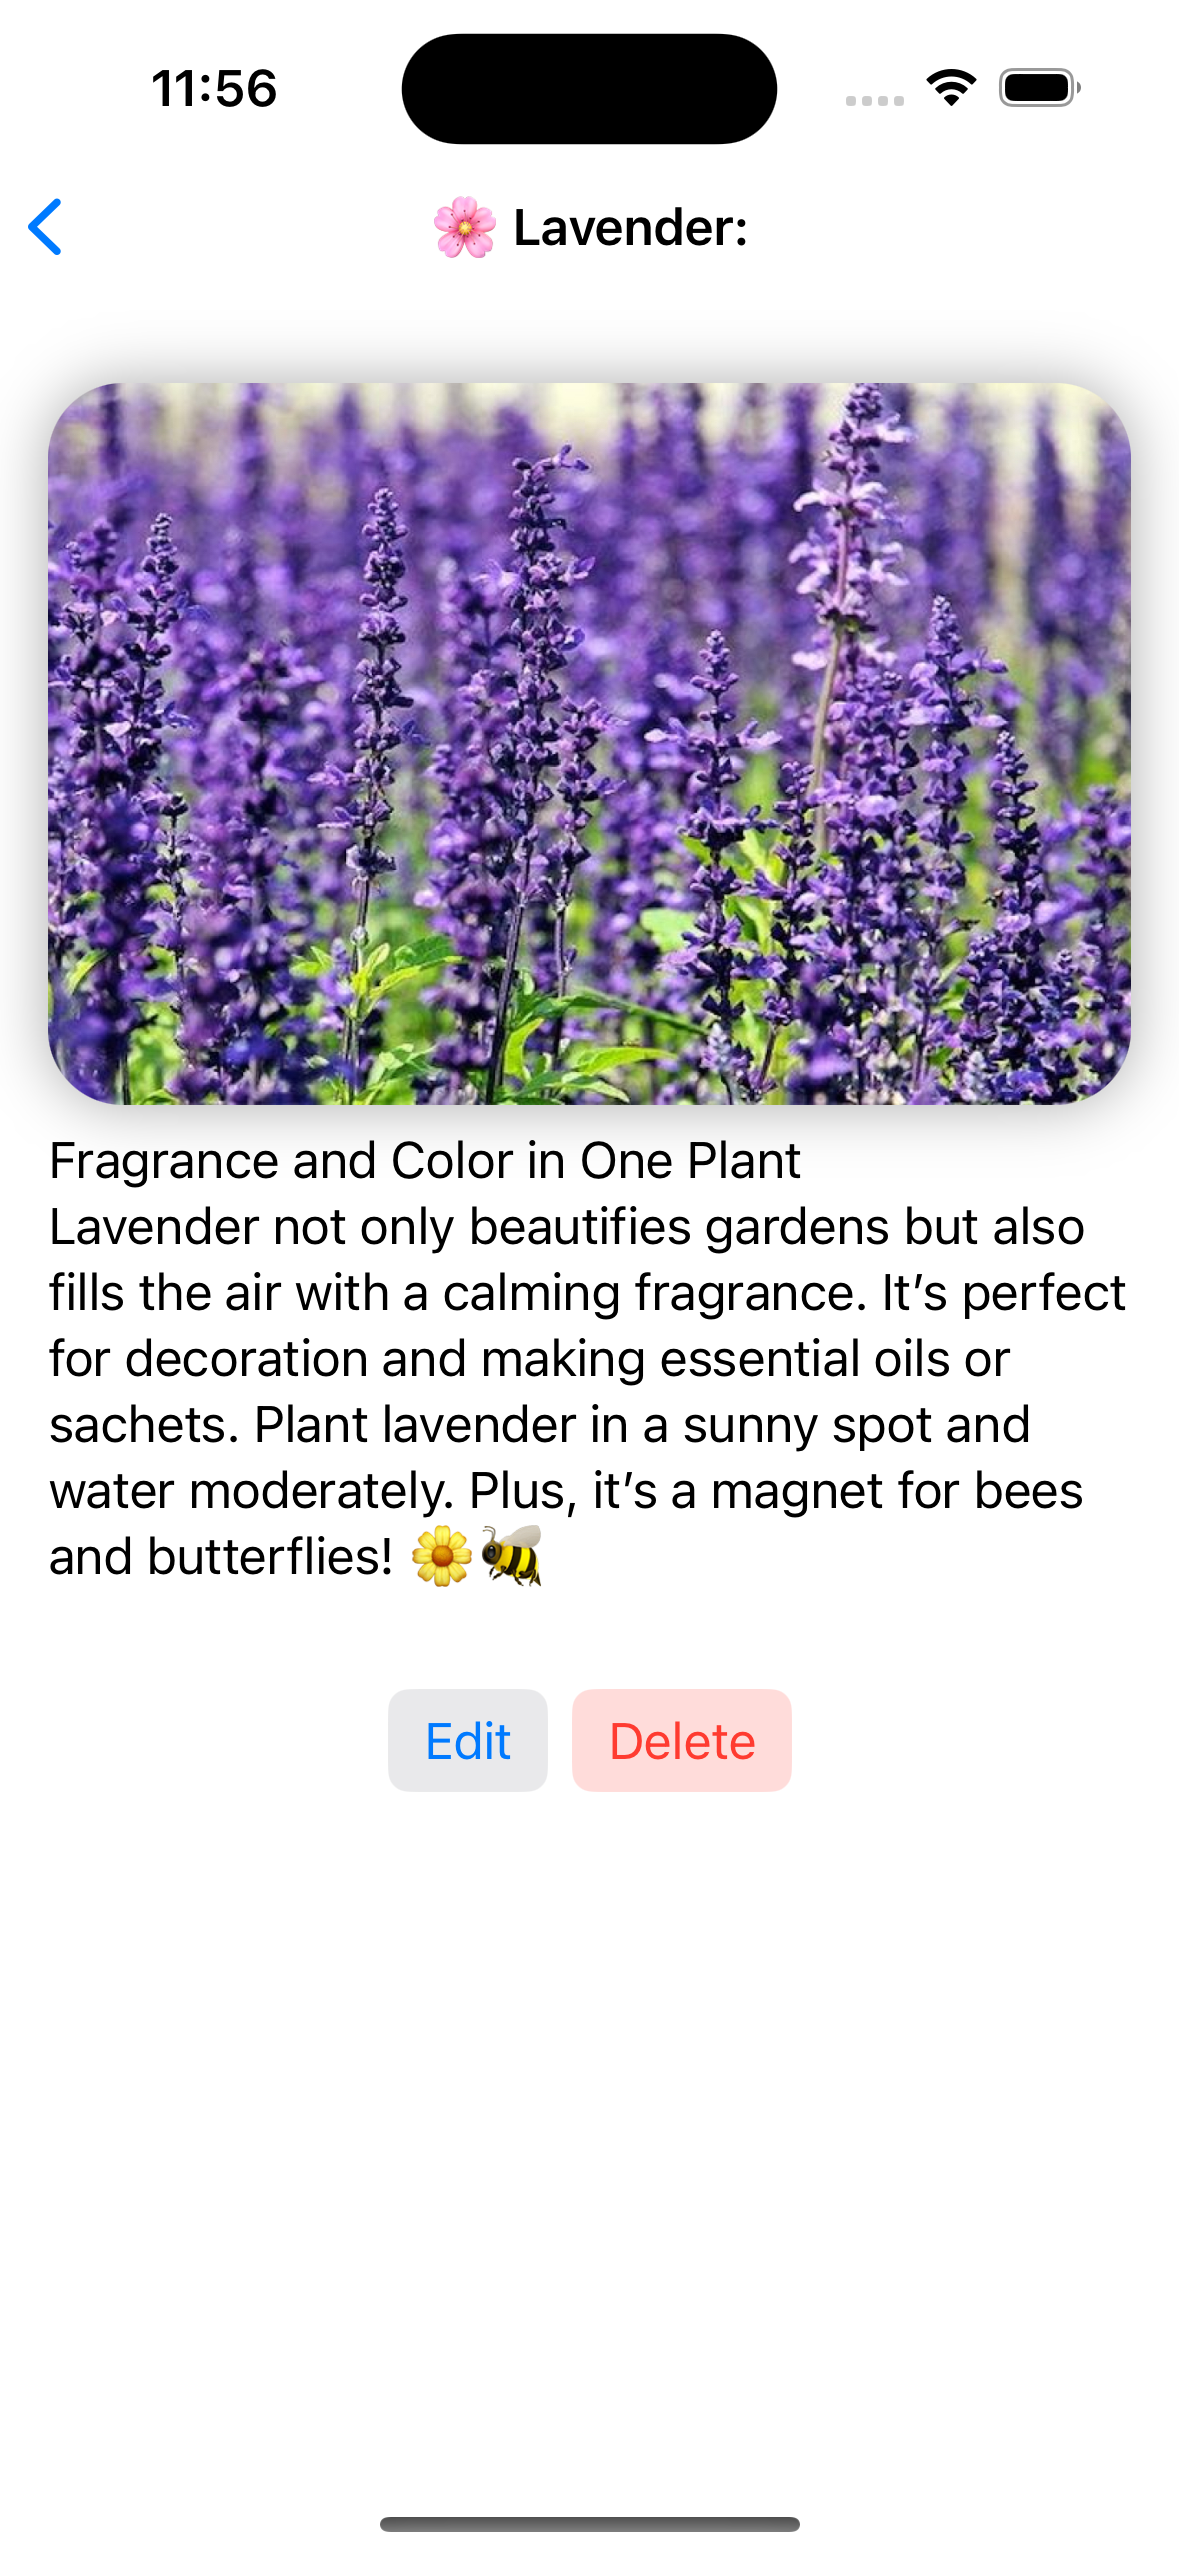 11:56
🌸 Lavender:
Fragrance and Color in One Plant
Lavender not only beautifies gardens but also
fills the air with a calming fragrance. It’s perfect
for decoration and making essential oils or
sachets. Plant lavender in a sunny spot and
water moderately. Plus, it’s a magnet for bees
and butterflies! 🌼🐝
Edit
Delete